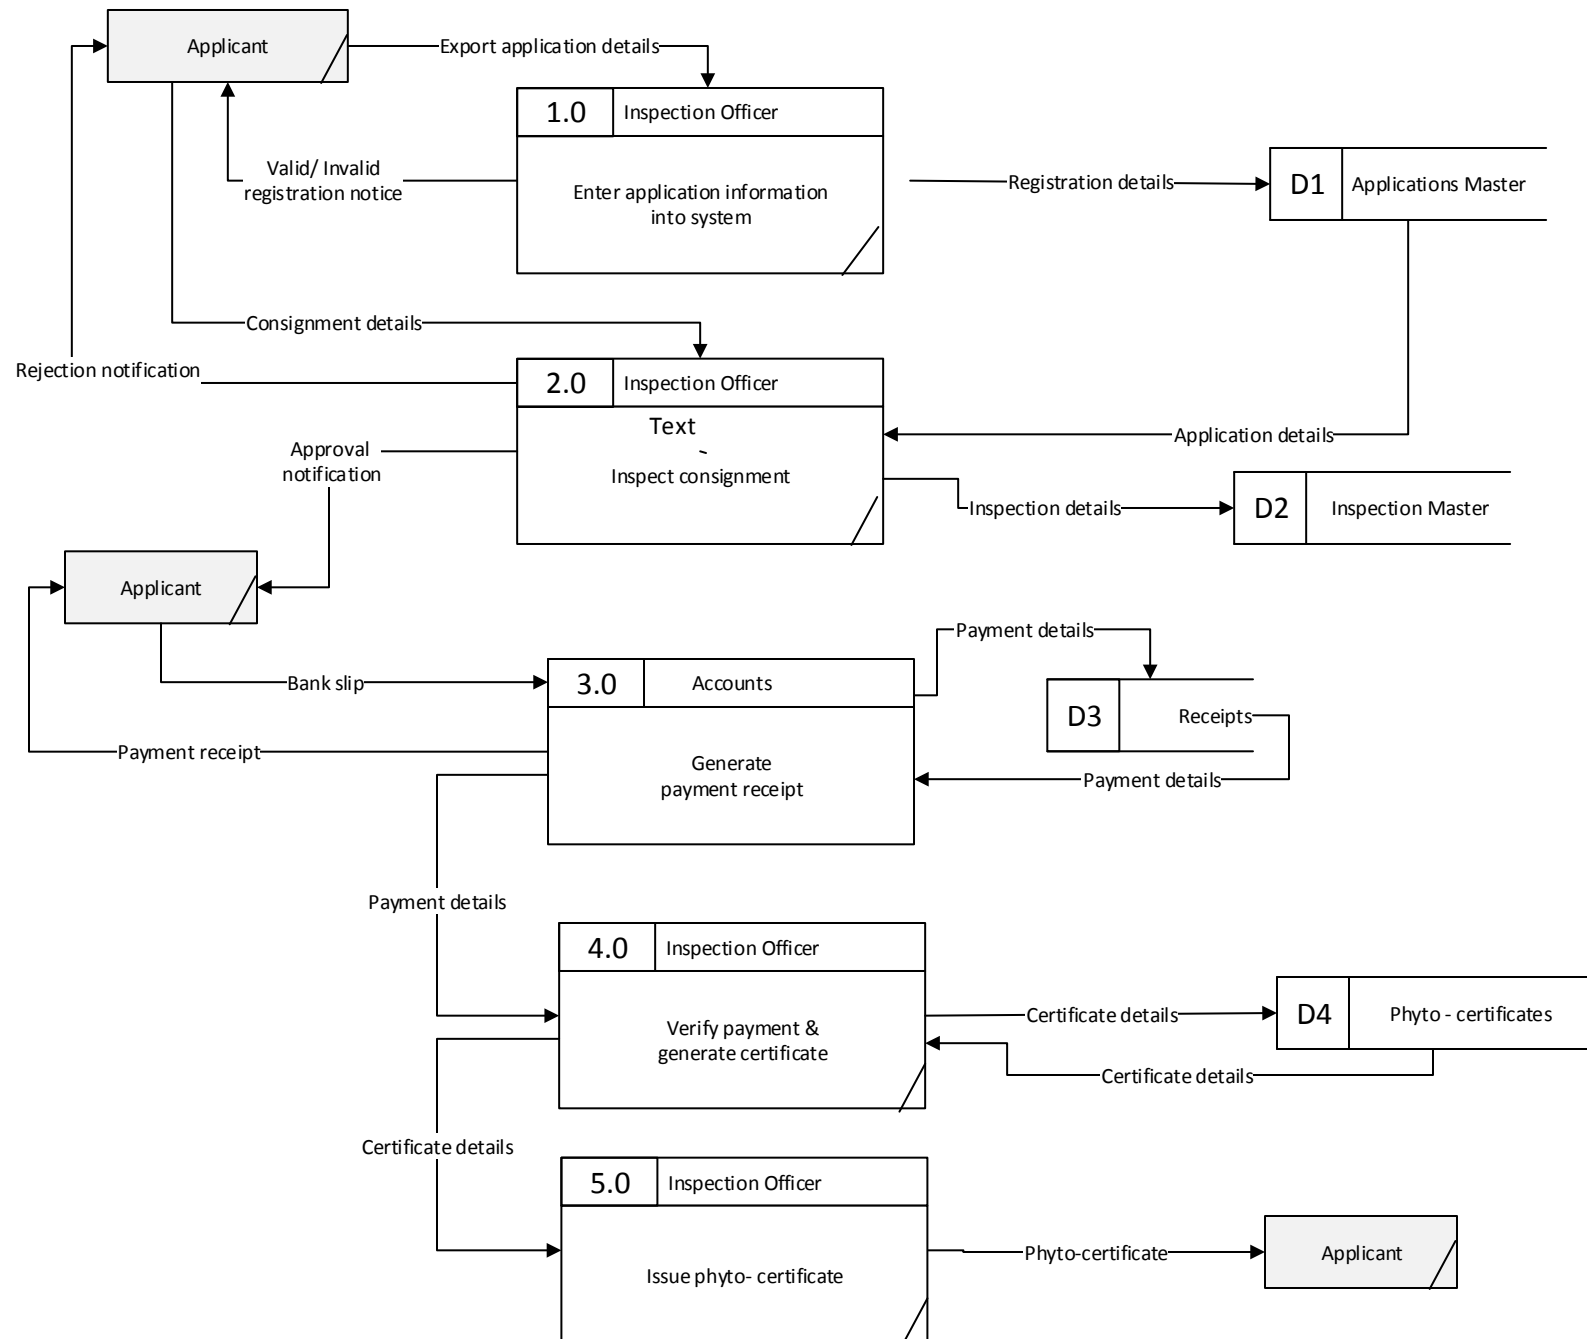 Applicant
Export application details
1.0
Inspection Officer
Valid/ Invalid
registration notice
Enter application information
into system
Registration details
D1
Applications Master
Consignment details
Rejection notification
2.0
Inspection Officer
Text
Approval
notification
Inspect consignment
Application details
Inspection details
D2
Inspection Master
Applicant
Bank slip
3.0
Accounts
Payment details
D3
Receipts
Payment receipt
Generate
payment receipt
Payment details
Payment details
4.0
Inspection Officer
Verify payment &
generate certificate
Certificate details
D4
Phyto - certificates
Certificate details
Certificate details
5.0
Inspection Officer
Issue phyto- certificate
Phyto-certificate
Applicant